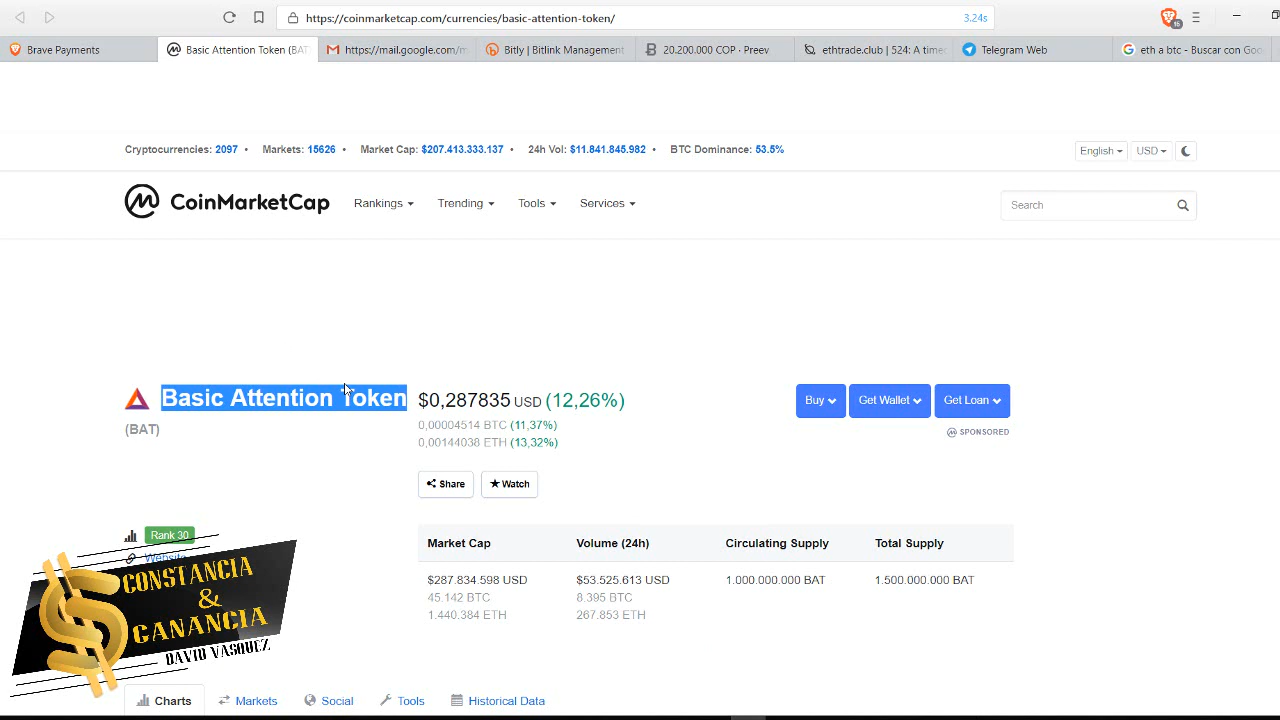 https://coinmarketcap.com/currencies/basic-attention-token/
3.24s
15
Brave Payments
Basic Attention Token (BAT
https://mail.google.com/m
Bitly | Bitlink Management
20.200.000 COP · Preev
ethtrade.club | 524: A timeo
Telegram Web
eth a btc - Buscar con Goo
Cryptocurrencies: 2097 • Markets: 15626 • Market Cap: $207.413.333.137 • 24h Vol: $11.841.845.982 • BTC Dominance: 53.5%
English
USD
CoinMarketCap
Rankings
Trending
Tools
Services
Search
Basic Attention Token
(BAT)
$0,287835 USD (12,26%)
0,00004514 BTC (11,37%)
0,00144038 ETH (13,32%)
Buy
Get Wallet
Get Loan
SPONSORED
Share
Watch
Rank 30
Website
Market Cap Volume (24h) Circulating Supply Total Supply
$287.834.598 USD $53.525.613 USD 1.000.000.000 BAT 1.500.000.000 BAT
45.142 BTC 8.395 BTC
1.440.384 ETH 267.853 ETH
CONSTANCIA
&
GANANCIA
DAVID VASQUEZ
Charts
Markets
Social
Tools
Historical Data